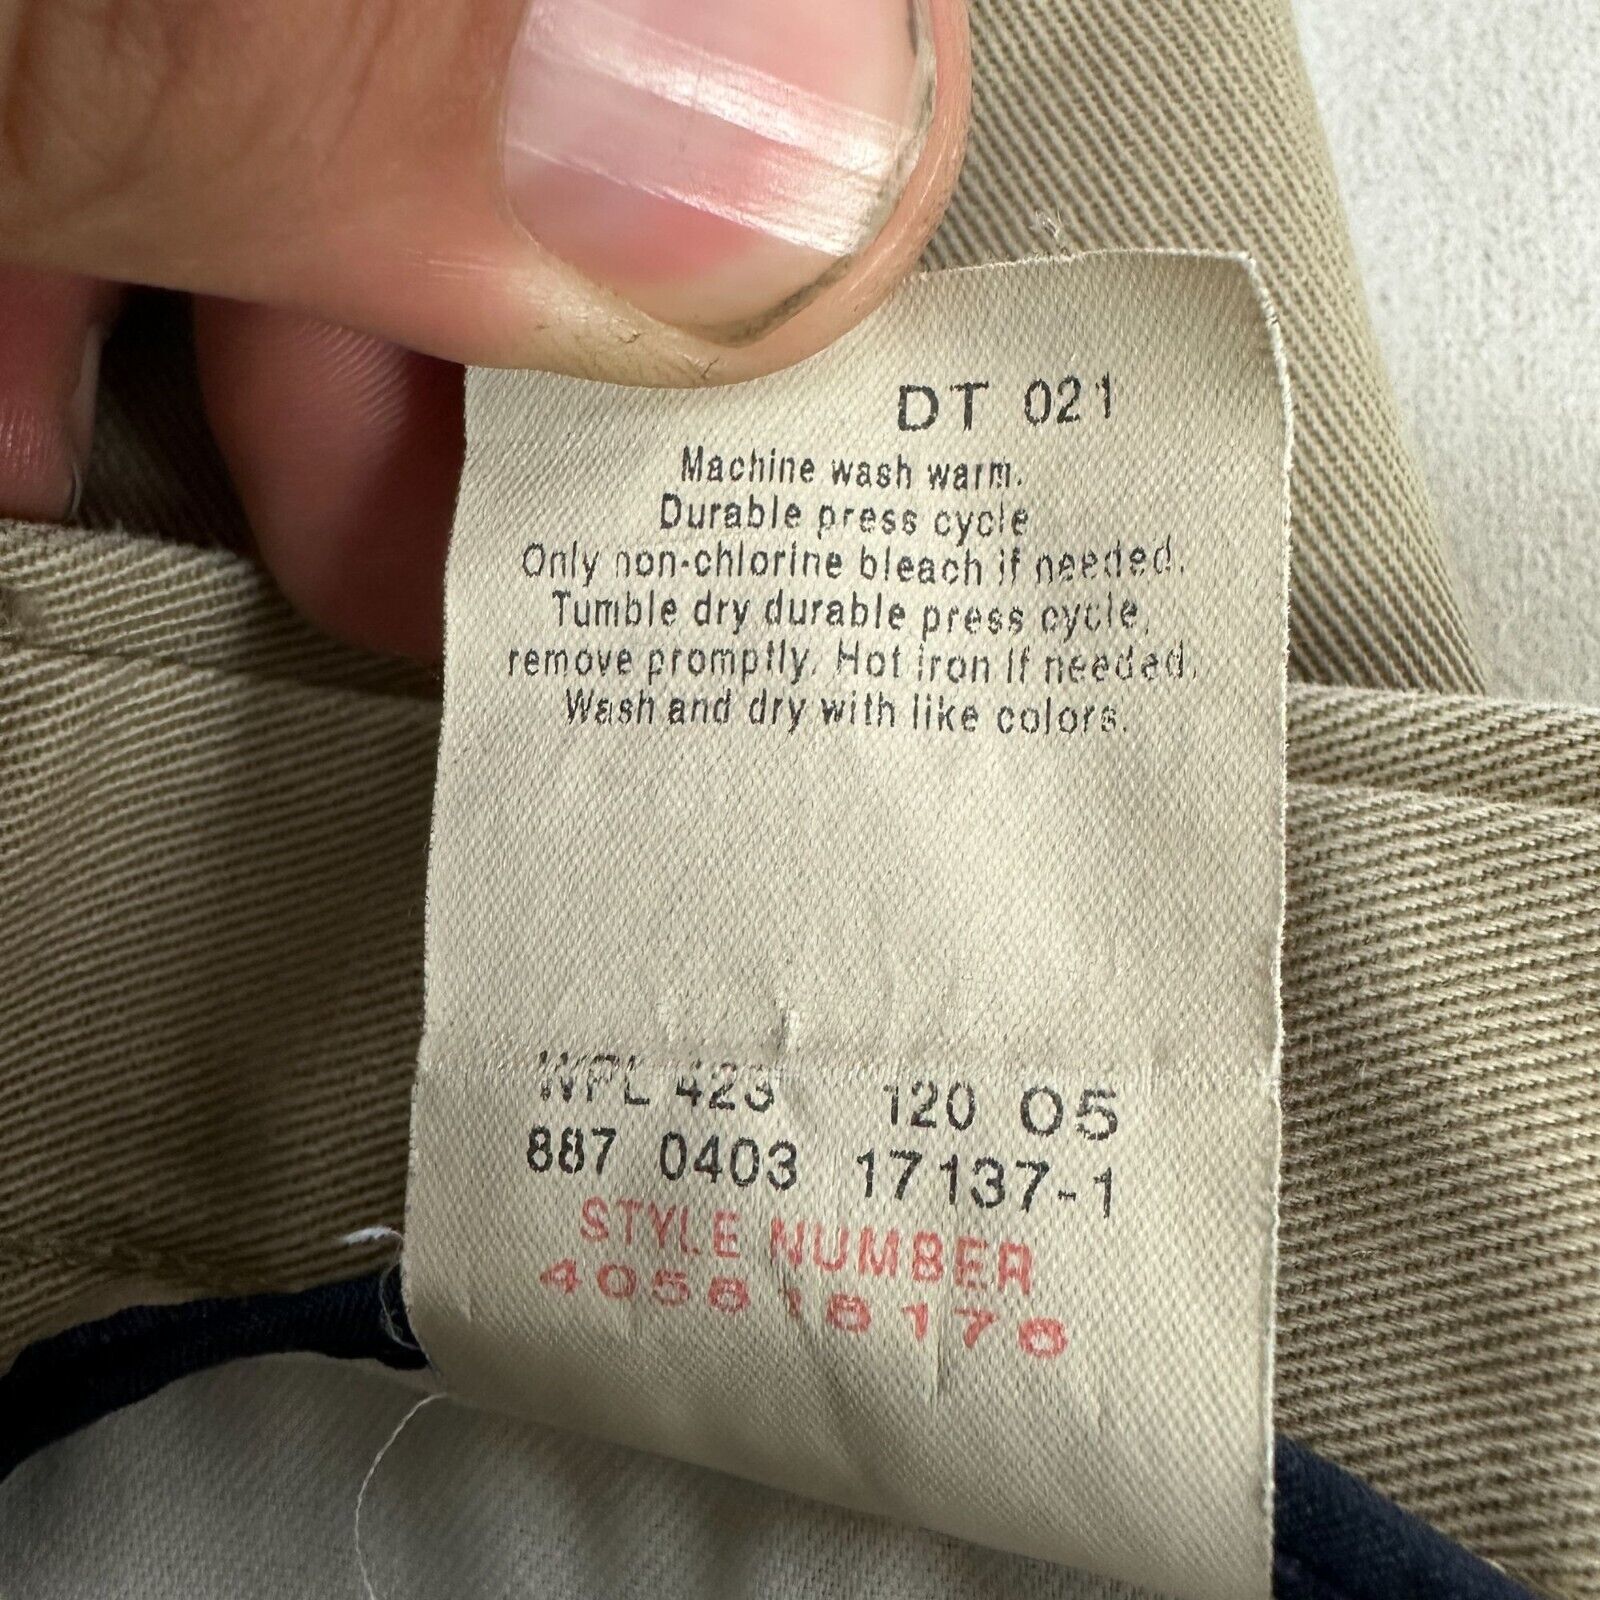 DT 021
Machine wash warm.
Durable press cycle
Only non-chlorine bleach if needed.
Tumble dry durable press cycle,
remove promptly. Hot iron if needed.
Wash and dry with like colors.
WPL 423 120 05
887 0403 17137-1
STYLE NUMBER